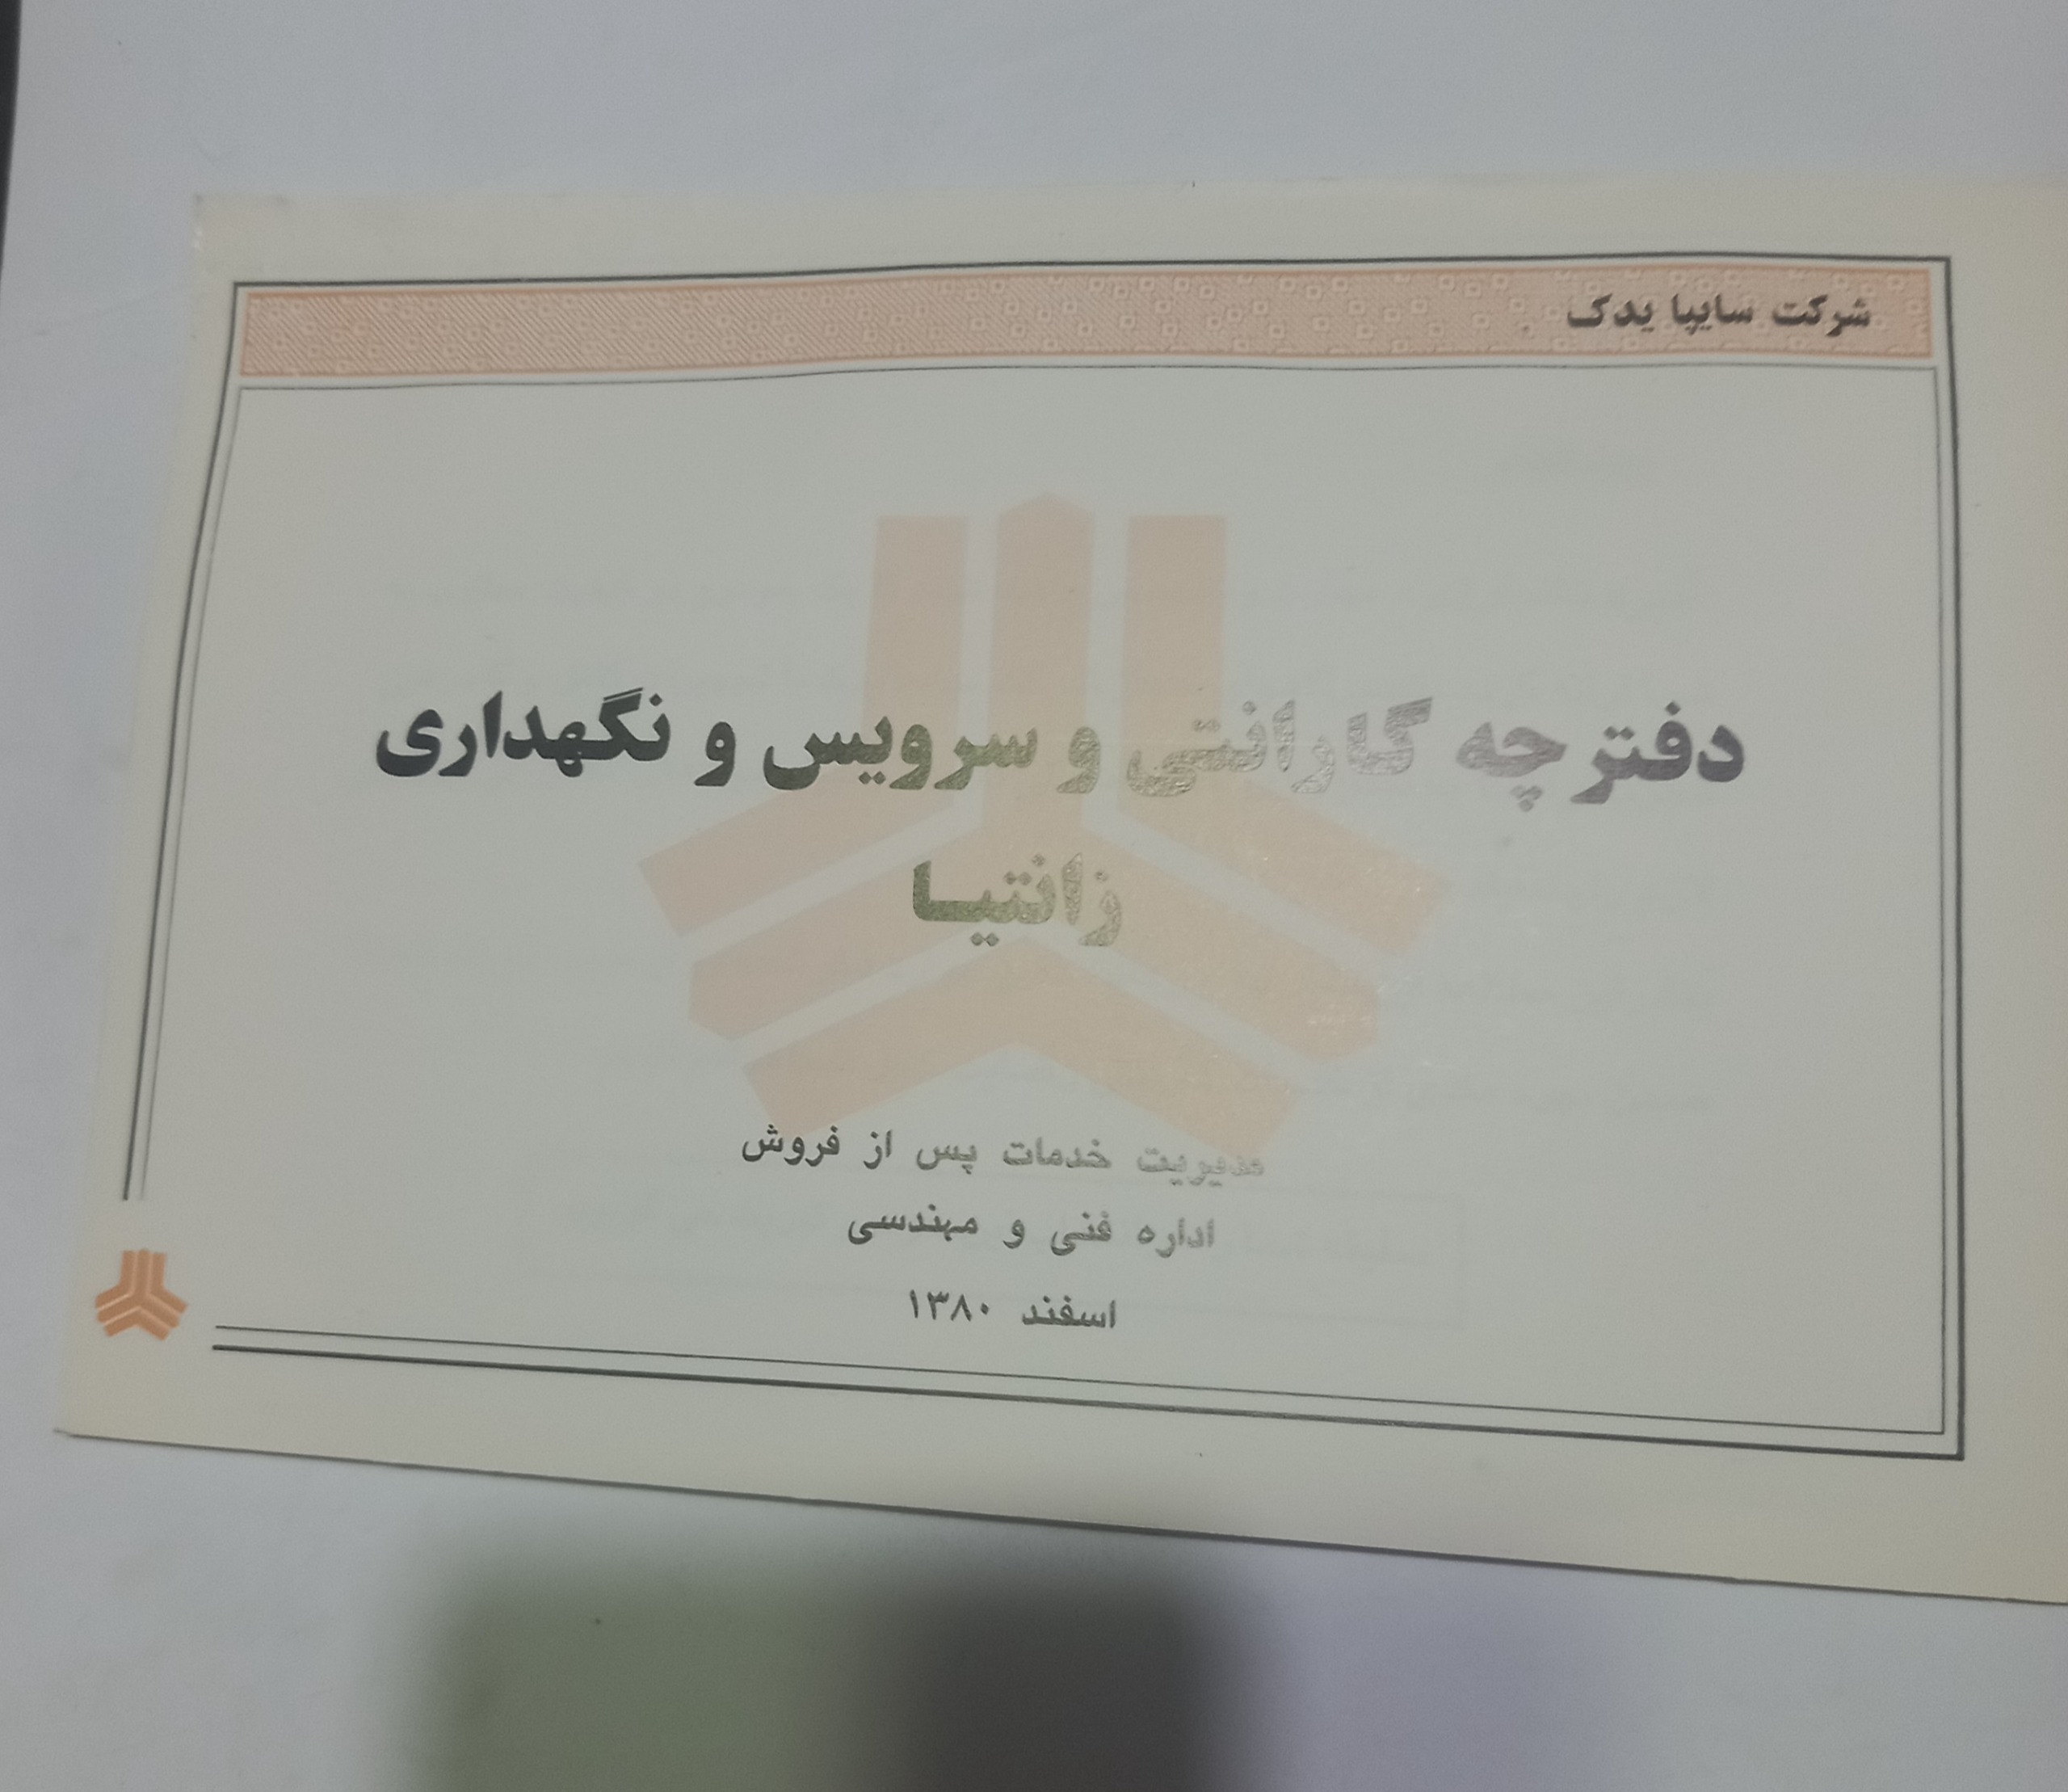 شرکت سایپا یدک
دفترچه گارانتی و سرویس و نگهداری
زانتیا
مدیریت خدمات پس از فروش
اداره فنی و مهندسی
اسفند ۱۳۸۰